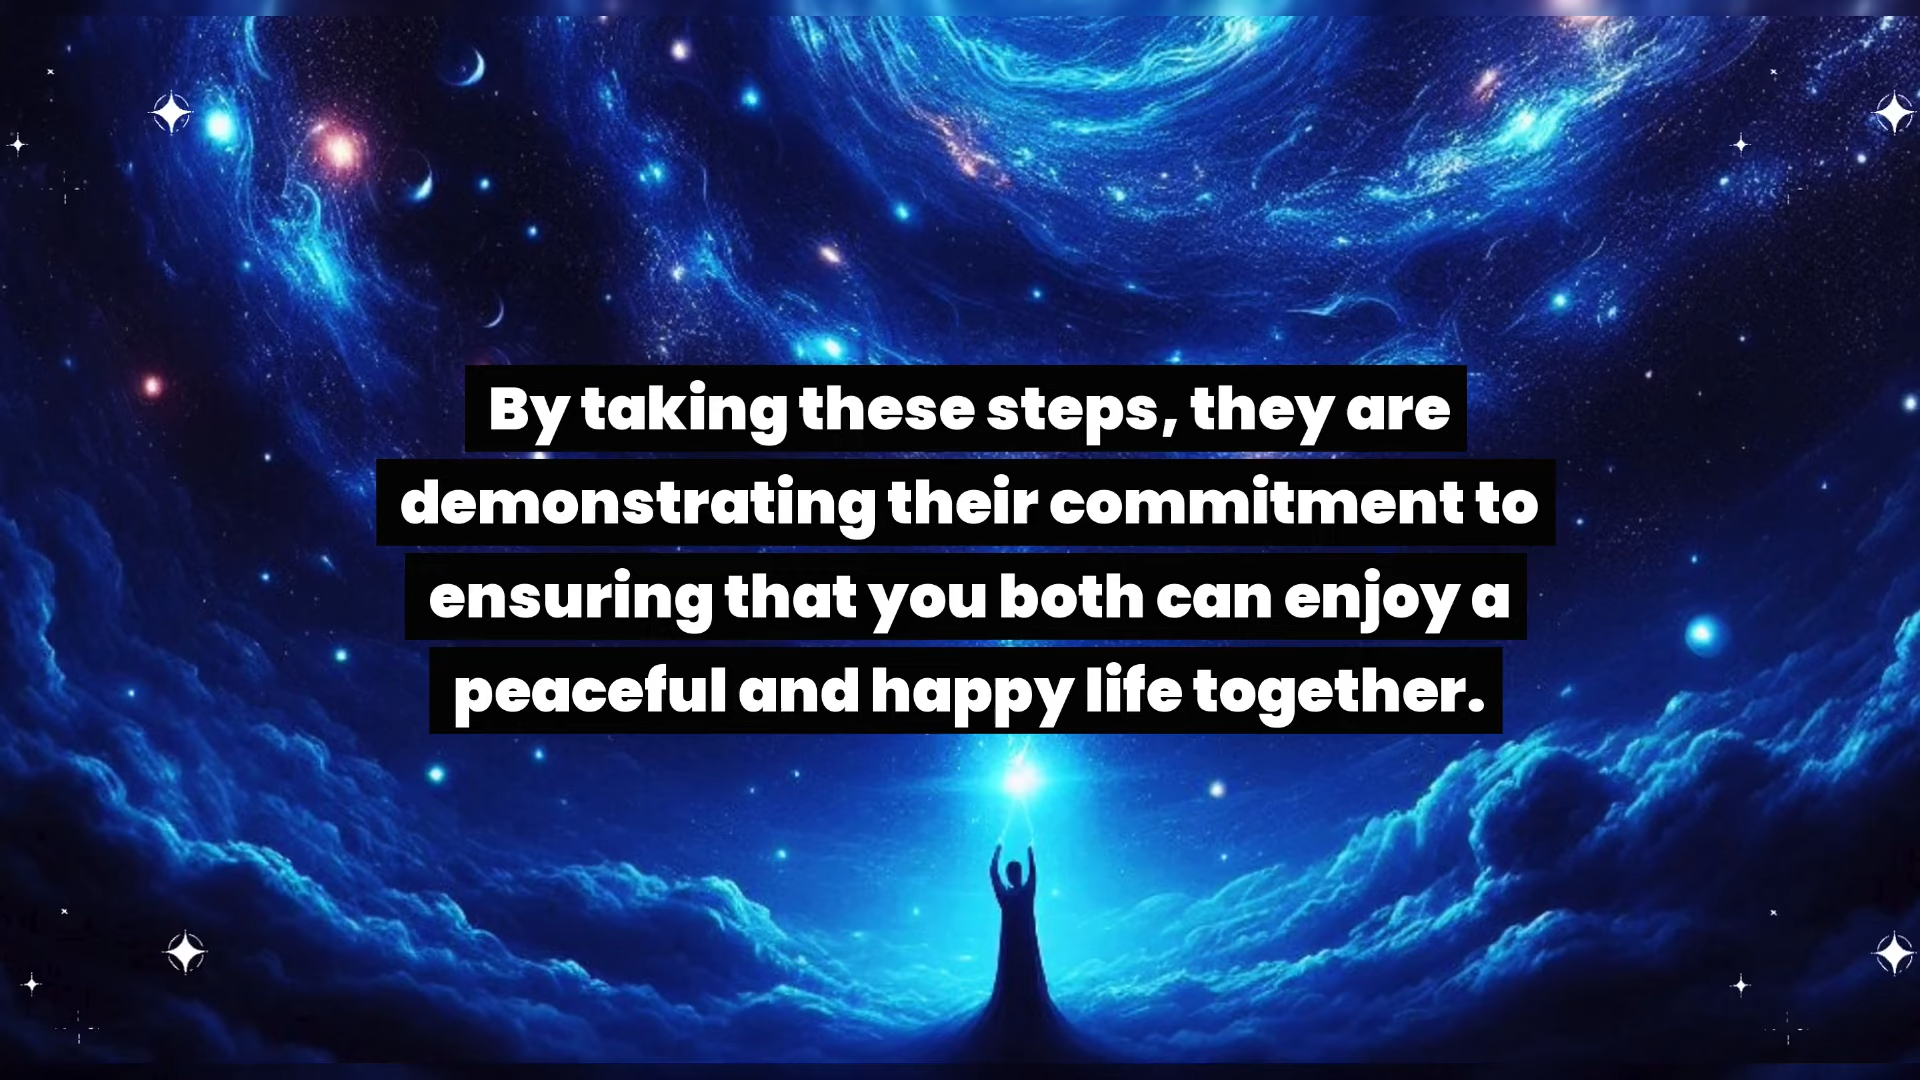 By taking these steps, they are
demonstrating their commitment to
ensuring that you both can enjoy a
peaceful and happy life together.